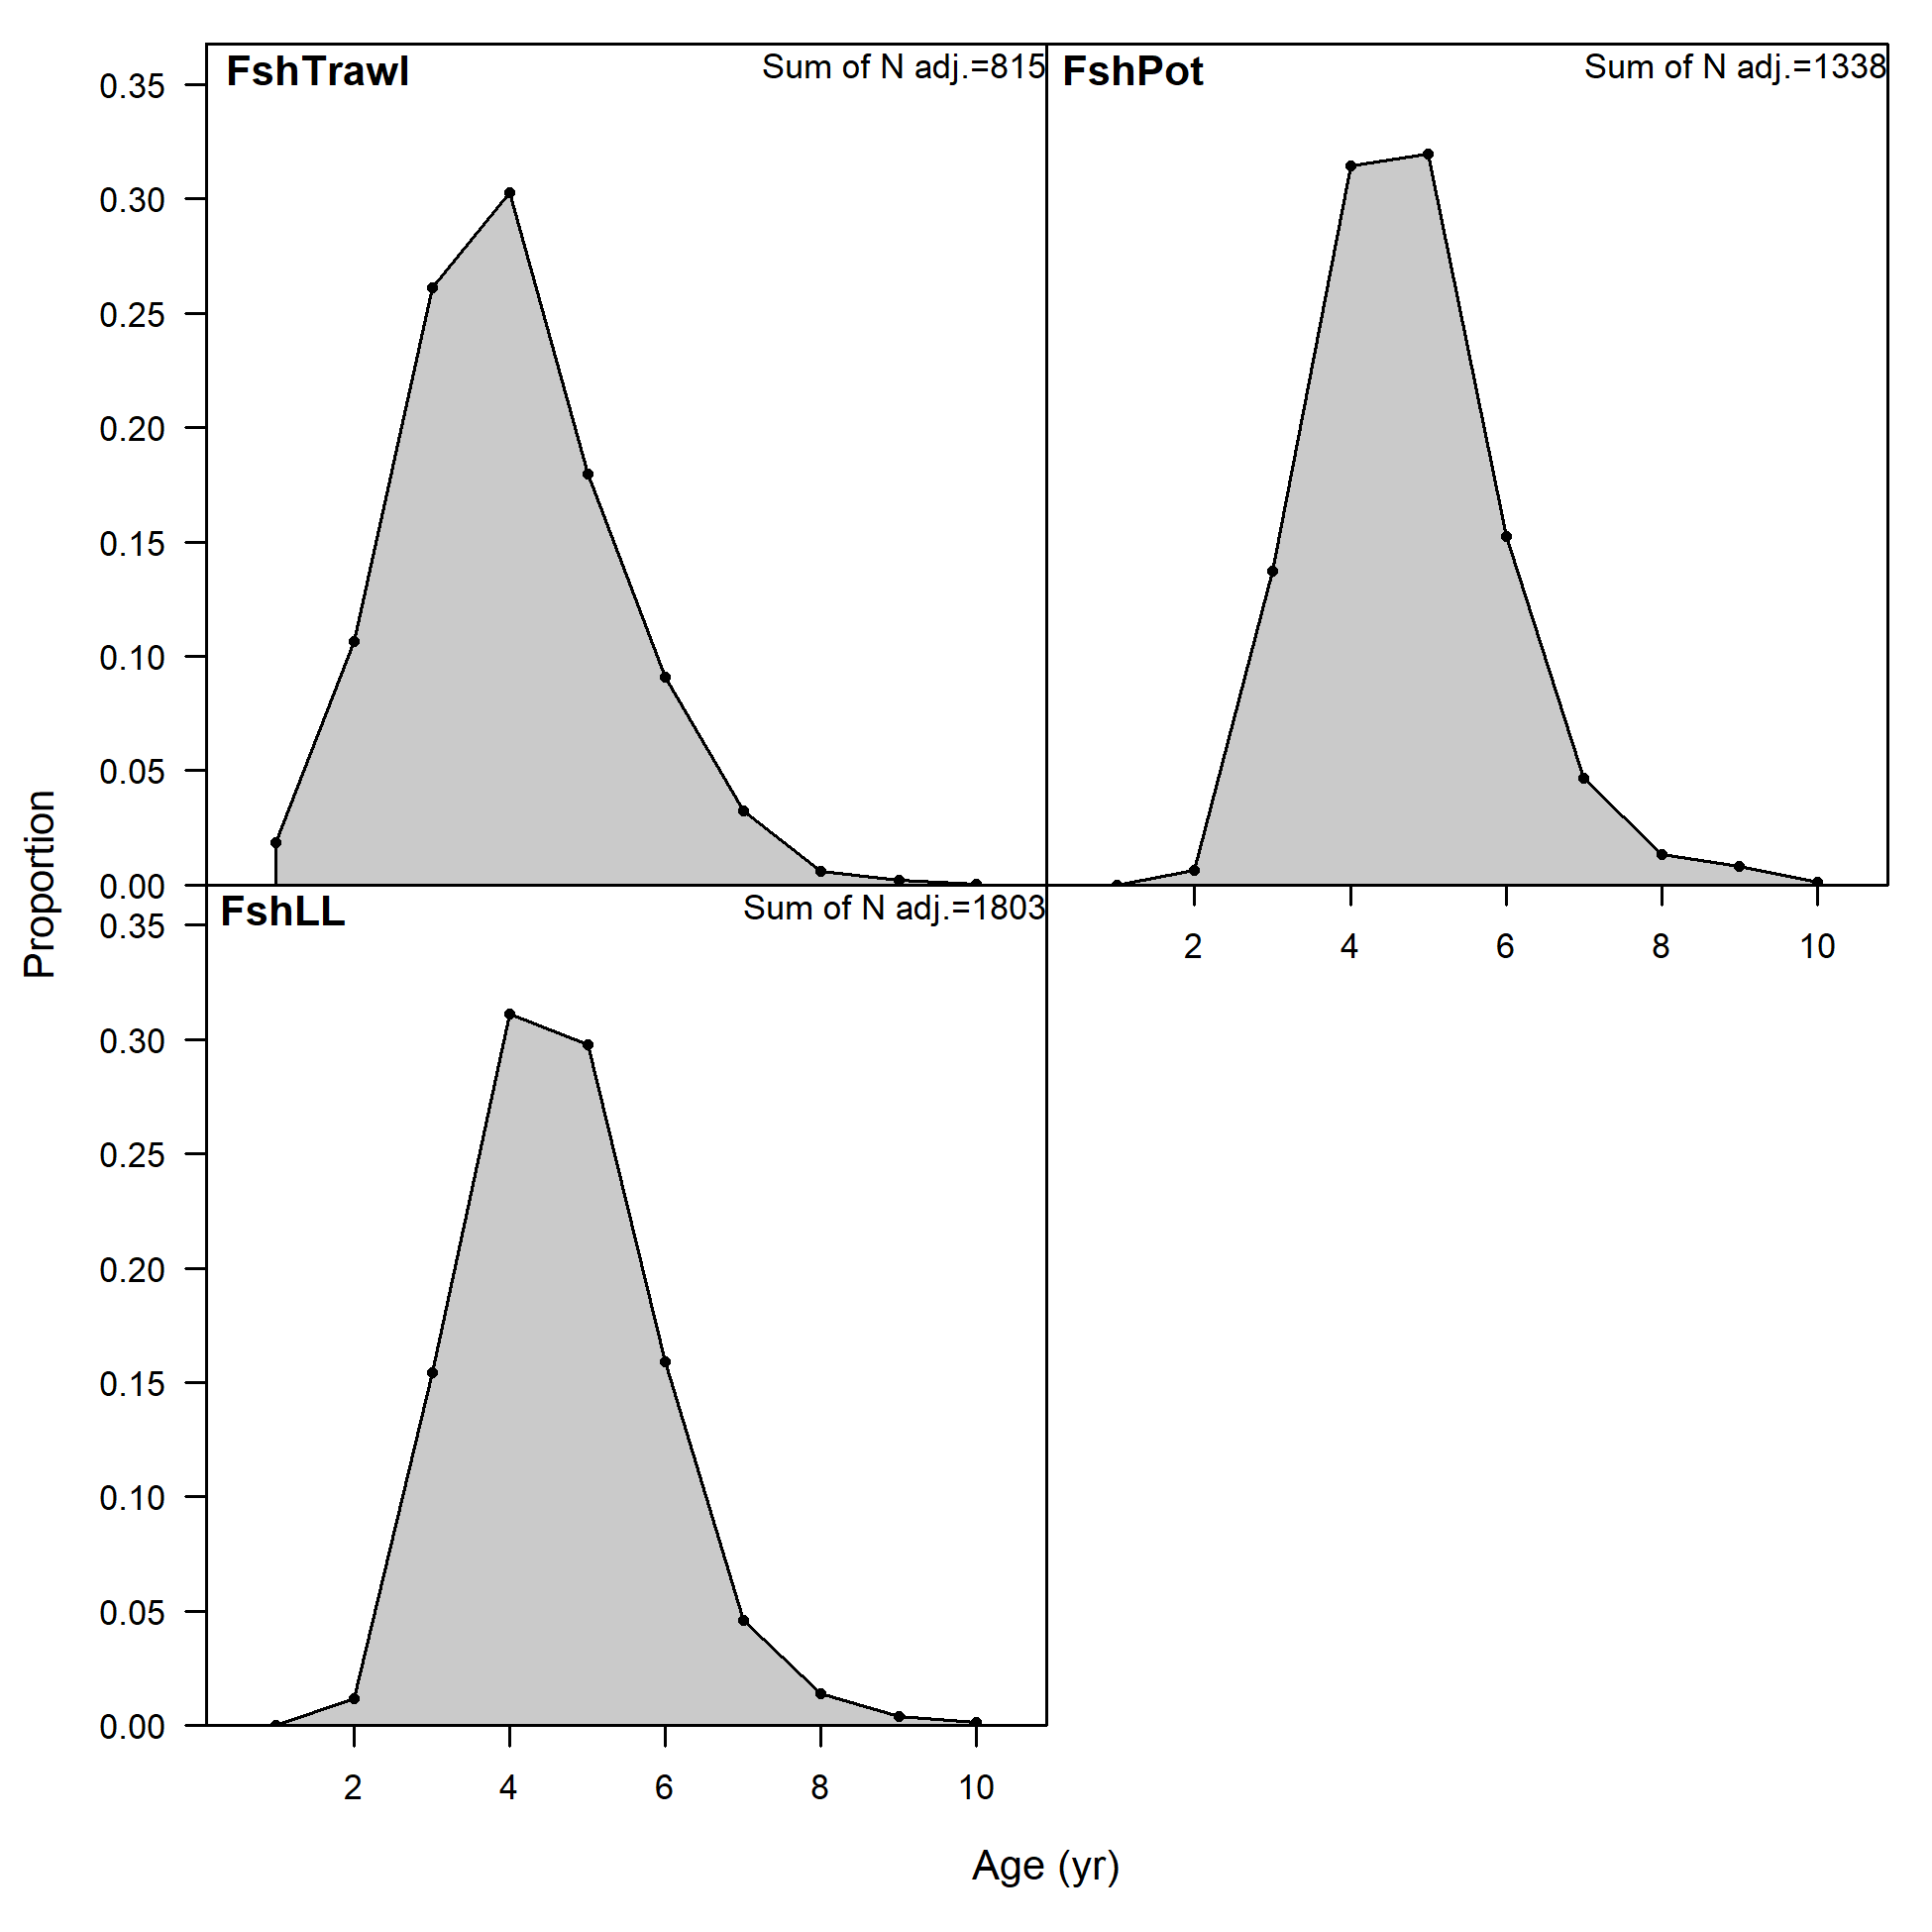 FshTrawl
Sum of N adj.=815
FshPot
Sum of N adj.=1338
0.35
0.30
0.25
0.20
0.15
0.10
0.05
0.00
2 4 6 8 10
FshLL
Sum of N adj.=1803
0.35
0.30
0.25
0.20
0.15
0.10
0.05
0.00
2 4 6 8 10
Proportion
Age (yr)